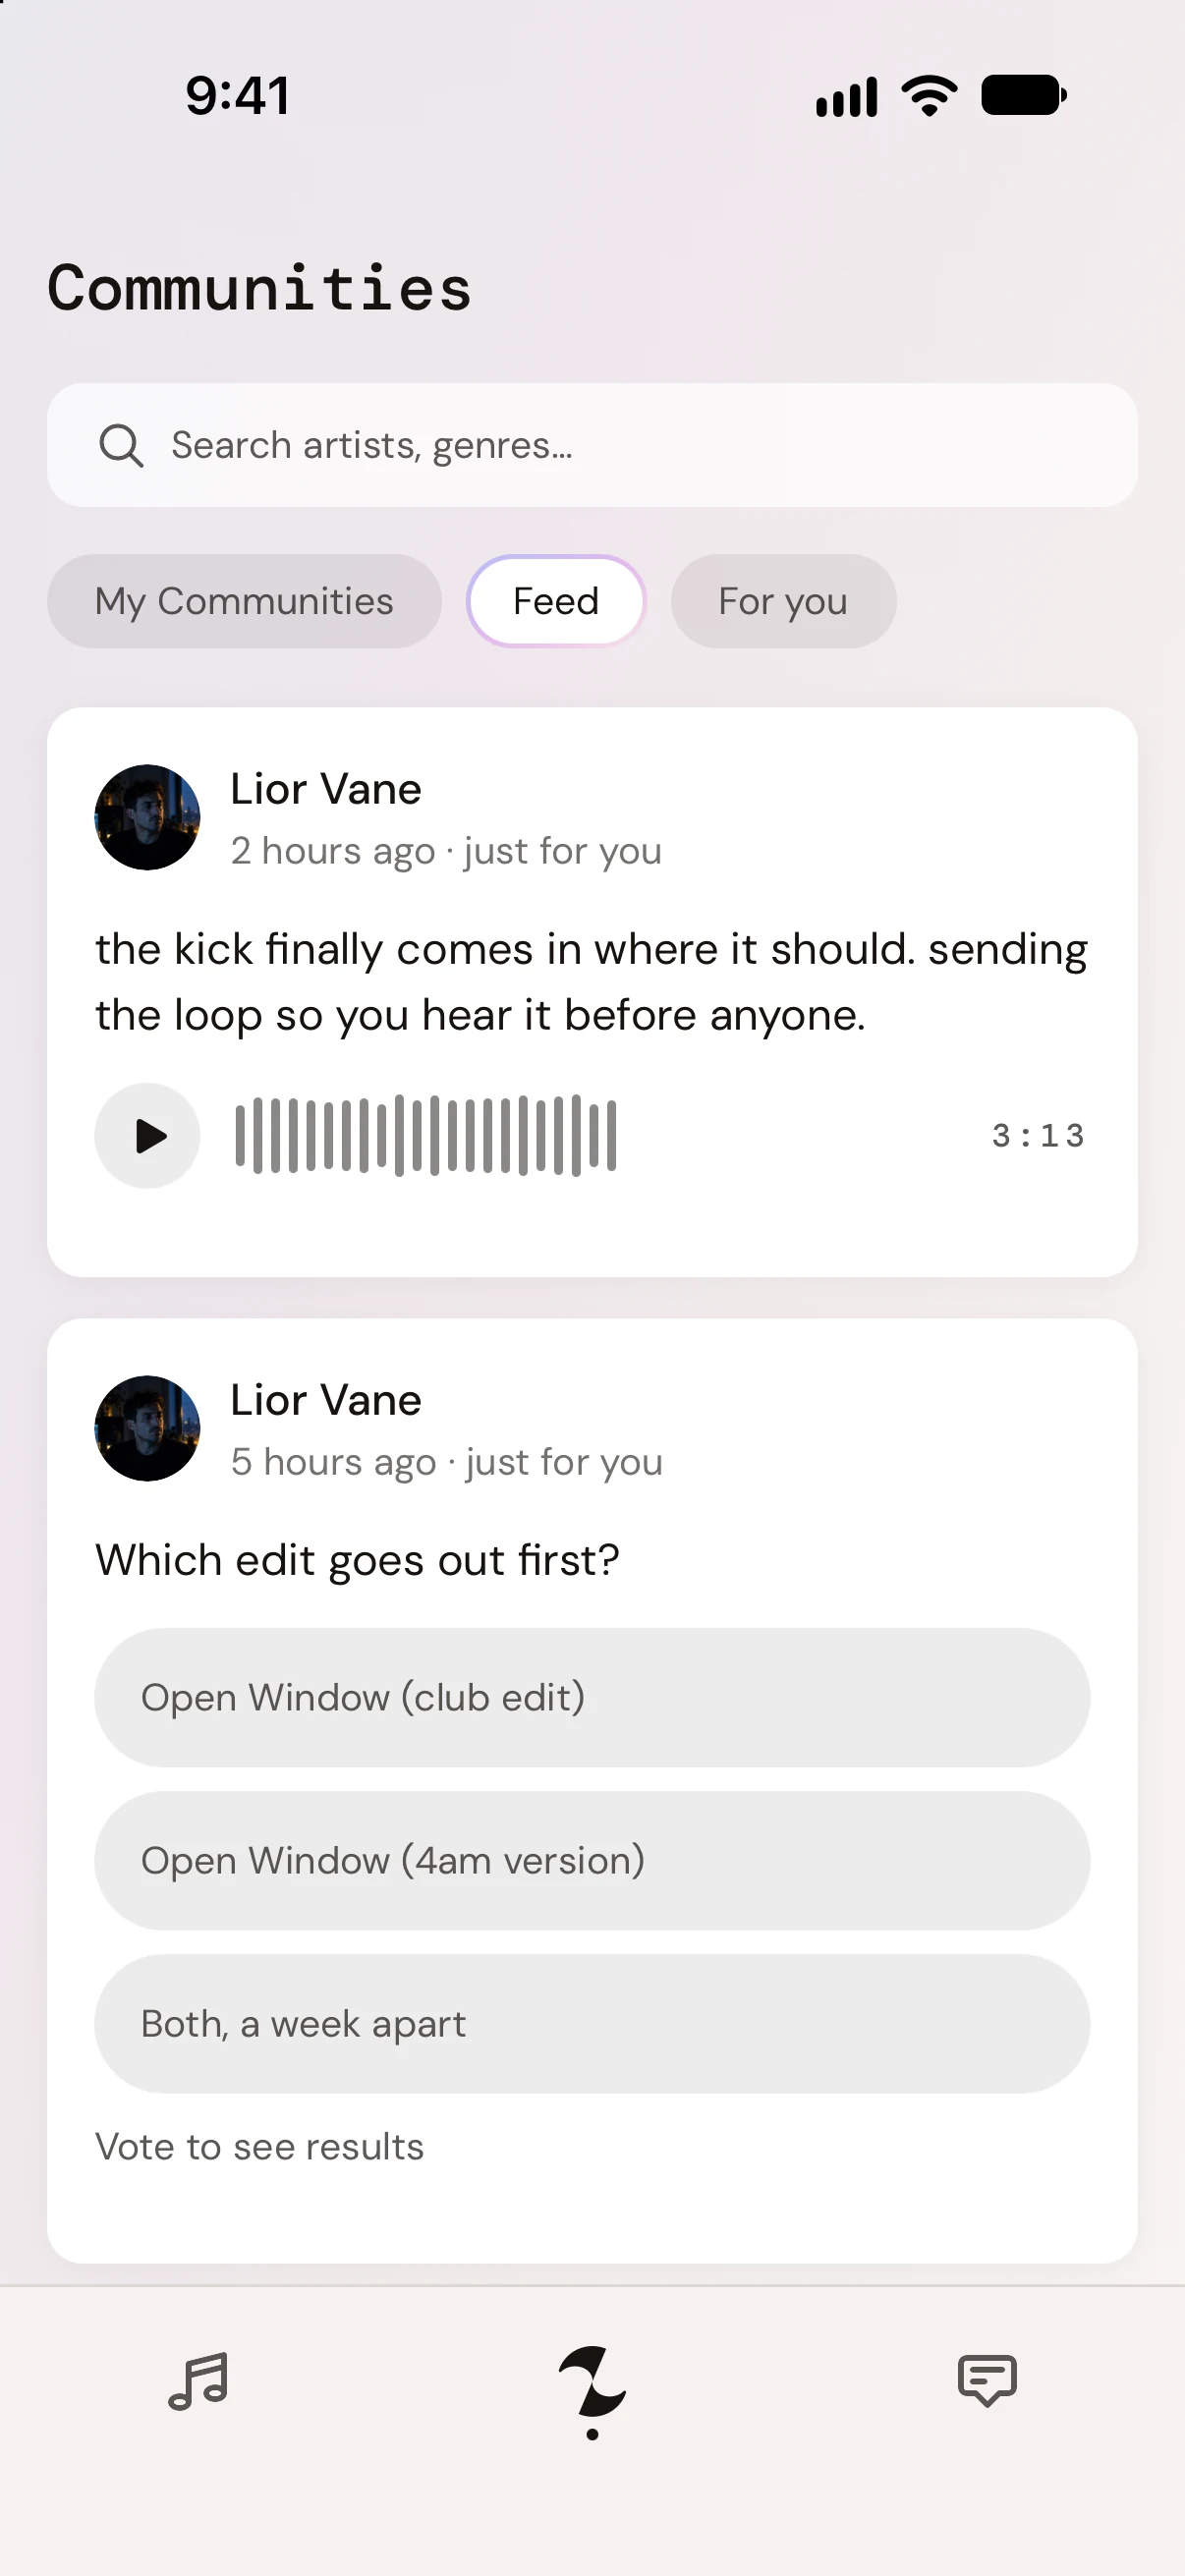 9:41
Communities
Search artists, genres...
My Communities
Feed
For you
Lior Vane
2 hours ago · just for you
the kick finally comes in where it should. sending
the loop so you hear it before anyone.
3:13
Lior Vane
5 hours ago · just for you
Which edit goes out first?
Open Window (club edit)
Open Window (4am version)
Both, a week apart
Vote to see results